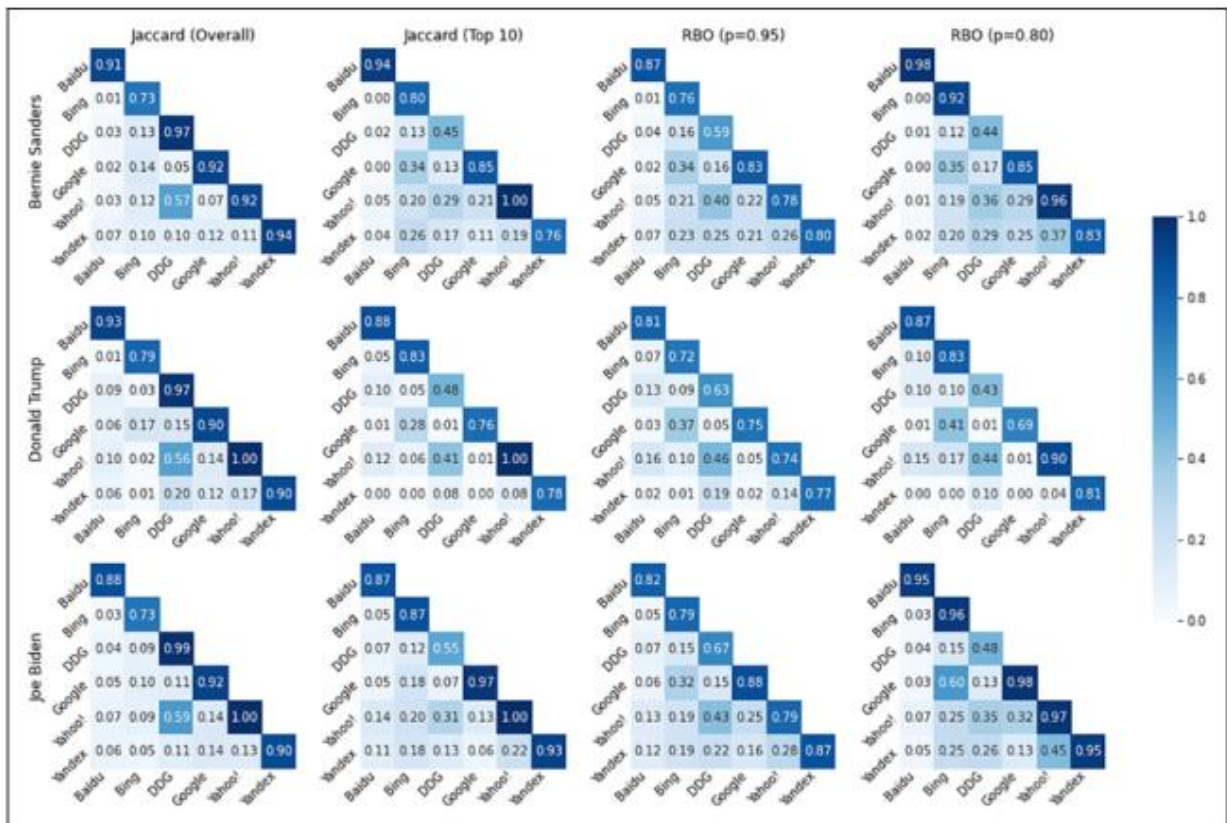 Jaccard (Overall) Jaccard (Top 10) RBO (p=0.95) RBO (p=0.80)
Bernie Sanders
Baidu 0.91 Baidu 0.94 Baidu 0.87 Baidu 0.98
Bing 0.01 0.73 Bing 0.00 0.80 Bing 0.01 0.76 Bing 0.00 0.92
DDG 0.03 0.13 0.97 DDG 0.02 0.13 0.45 DDG 0.04 0.16 0.59 DDG 0.01 0.12 0.44
Google 0.02 0.14 0.05 0.92 Google 0.00 0.34 0.13 0.85 Google 0.02 0.34 0.16 0.83 Google 0.00 0.35 0.17 0.85
Yahoo! 0.03 0.12 0.57 0.07 0.92 Yahoo! 0.05 0.20 0.29 0.21 1.00 Yahoo! 0.05 0.21 0.40 0.22 0.78 Yahoo! 0.01 0.19 0.36 0.29 0.96
Yandex 0.07 0.10 0.10 0.12 0.11 0.94 Yandex 0.04 0.26 0.17 0.11 0.19 0.76 Yandex 0.07 0.23 0.25 0.21 0.26 0.80 Yandex 0.02 0.20 0.29 0.25 0.37 0.83
Baidu Bing DDG Google Yahoo! Yandex Baidu Bing DDG Google Yahoo! Yandex Baidu Bing DDG Google Yahoo! Yandex Baidu Bing DDG Google Yahoo! Yandex
Donald Trump
Baidu 0.93 Baidu 0.88 Baidu 0.81 Baidu 0.87
Bing 0.01 0.79 Bing 0.05 0.83 Bing 0.07 0.72 Bing 0.10 0.83
DDG 0.09 0.03 0.97 DDG 0.10 0.05 0.48 DDG 0.13 0.09 0.63 DDG 0.10 0.10 0.43
Google 0.06 0.17 0.15 0.90 Google 0.01 0.28 0.01 0.76 Google 0.03 0.37 0.05 0.75 Google 0.01 0.41 0.01 0.69
Yahoo! 0.10 0.02 0.56 0.14 1.00 Yahoo! 0.12 0.06 0.41 0.01 1.00 Yahoo! 0.16 0.10 0.46 0.05 0.74 Yahoo! 0.15 0.17 0.44 0.01 0.90
Yandex 0.06 0.01 0.20 0.12 0.17 0.90 Yandex 0.00 0.00 0.08 0.00 0.08 0.78 Yandex 0.02 0.01 0.19 0.02 0.14 0.77 Yandex 0.00 0.00 0.10 0.00 0.04 0.81
Baidu Bing DDG Google Yahoo! Yandex Baidu Bing DDG Google Yahoo! Yandex Baidu Bing DDG Google Yahoo! Yandex Baidu Bing DDG Google Yahoo! Yandex
Joe Biden
Baidu 0.88 Baidu 0.87 Baidu 0.82 Baidu 0.95
Bing 0.03 0.73 Bing 0.05 0.87 Bing 0.05 0.79 Bing 0.03 0.96
DDG 0.04 0.09 0.99 DDG 0.07 0.12 0.55 DDG 0.07 0.15 0.67 DDG 0.04 0.15 0.48
Google 0.05 0.10 0.11 0.92 Google 0.05 0.18 0.07 0.97 Google 0.06 0.32 0.15 0.88 Google 0.03 0.60 0.13 0.98
Yahoo! 0.07 0.09 0.59 0.14 1.00 Yahoo! 0.14 0.20 0.31 0.13 1.00 Yahoo! 0.13 0.19 0.43 0.25 0.79 Yahoo! 0.07 0.25 0.35 0.32 0.97
Yandex 0.06 0.05 0.11 0.14 0.13 0.90 Yandex 0.11 0.18 0.13 0.06 0.22 0.93 Yandex 0.12 0.19 0.22 0.16 0.28 0.87 Yandex 0.05 0.25 0.26 0.13 0.45 0.95
Baidu Bing DDG Google Yahoo! Yandex Baidu Bing DDG Google Yahoo! Yandex Baidu Bing DDG Google Yahoo! Yandex Baidu Bing DDG Google Yahoo! Yandex
1.0
0.8
0.6
0.4
0.2
0.0